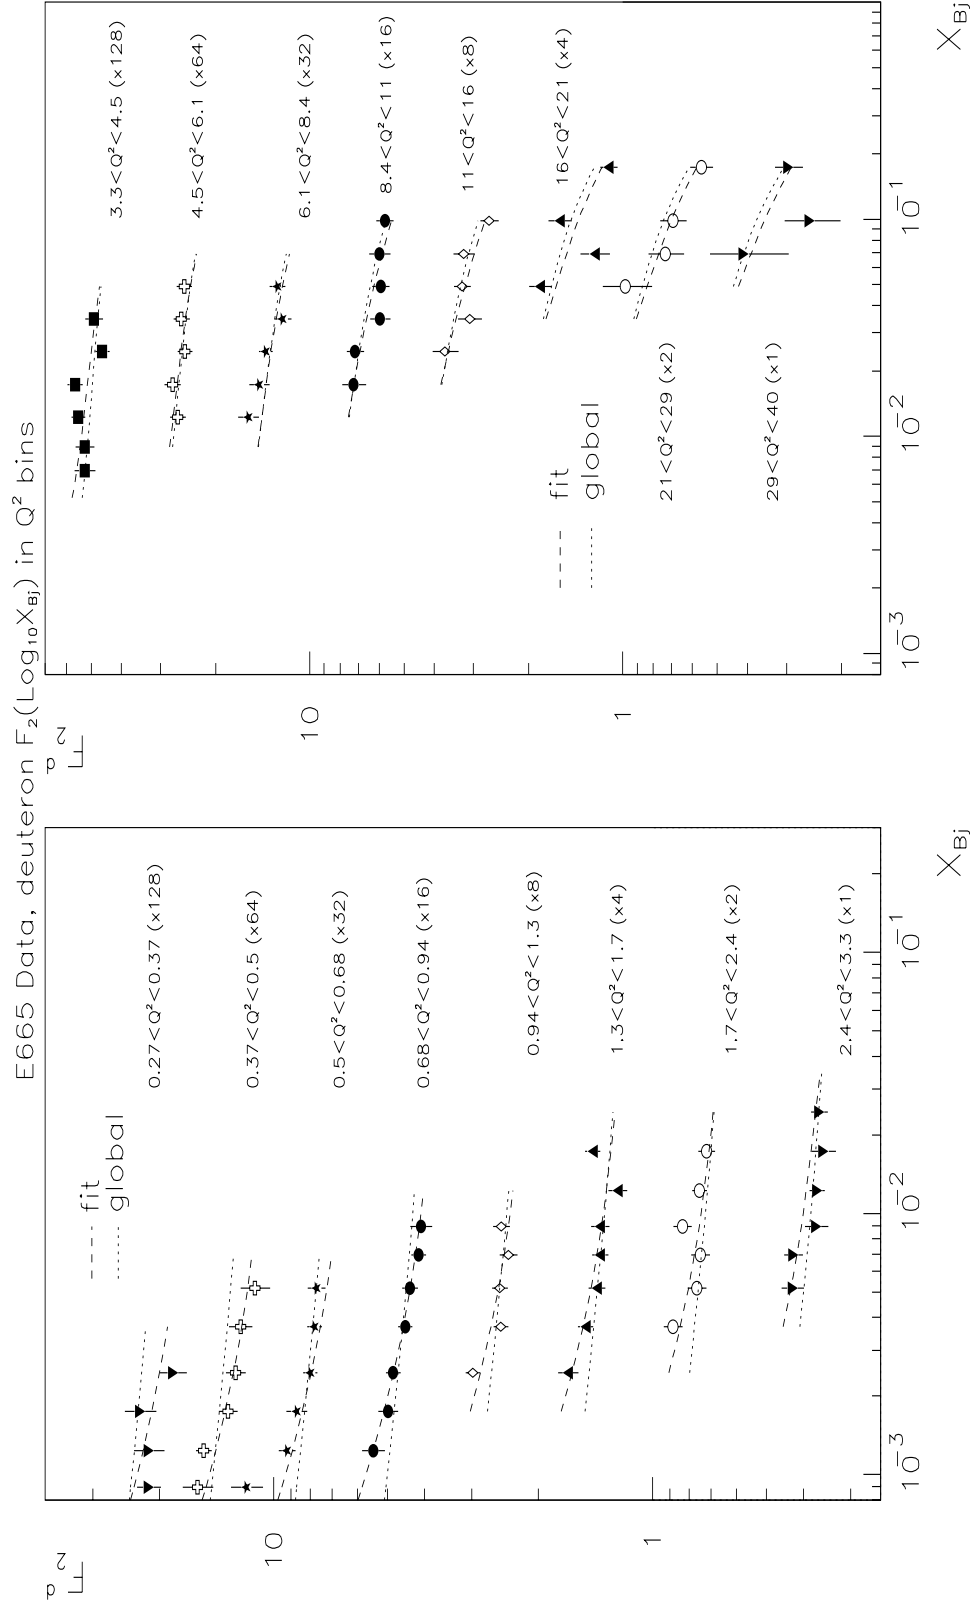 E665 Data, deuteron F₂(Log₁₀X_Bj) in Q² bins
F₂ᵈ
10
1
fit
global
0.27<Q²<0.37 (×128)
0.37<Q²<0.5 (×64)
0.5<Q²<0.68 (×32)
0.68<Q²<0.94 (×16)
0.94<Q²<1.3 (×8)
1.3<Q²<1.7 (×4)
1.7<Q²<2.4 (×2)
2.4<Q²<3.3 (×1)
10⁻³
10⁻²
10⁻¹
X_Bj
F₂ᵈ
10
1
3.3<Q²<4.5 (×128)
4.5<Q²<6.1 (×64)
6.1<Q²<8.4 (×32)
8.4<Q²<11 (×16)
11<Q²<16 (×8)
16<Q²<21 (×4)
fit
global
21<Q²<29 (×2)
29<Q²<40 (×1)
10⁻³
10⁻²
10⁻¹
X_Bj